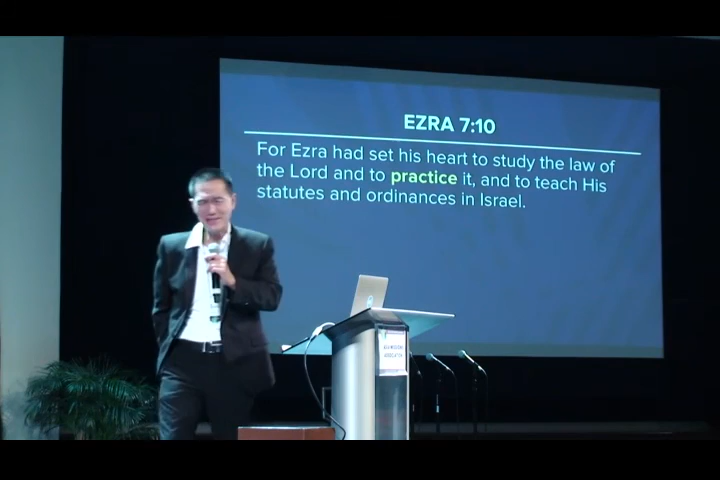 EZRA 7:10
For Ezra had set his heart to study the law of
the Lord and to practice it, and to teach His
statutes and ordinances in Israel.